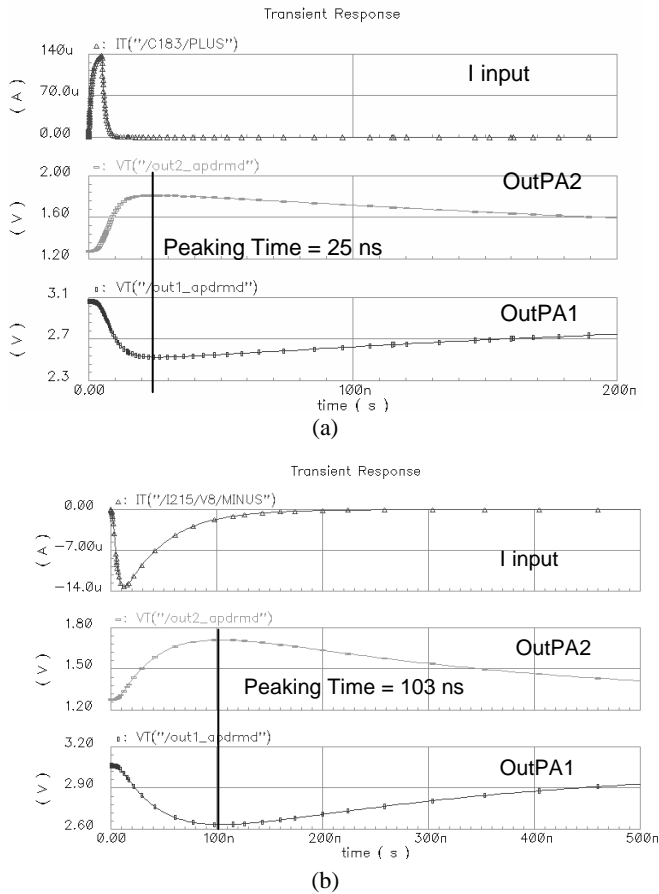 Transient Response
▵: IT("/C183/PLUS")
140u
70.0u
0.00
( A )
I input
▭: VT("/out2_apdrmd")
2.00
1.60
1.20
( V )
OutPA2
Peaking Time = 25 ns
▯: VT("/out1_apdrmd")
3.1
2.7
2.3
( V )
OutPA1
0.00
100n
200n
time ( s )
(a)
Transient Response
▵: IT("/I215/V8/MINUS")
0.00
-7.00u
-14.0u
( A )
I input
▭: VT("/out2_apdrmd")
1.80
1.50
1.20
( V )
OutPA2
Peaking Time = 103 ns
▯: VT("/out1_apdrmd")
3.20
2.90
2.60
( V )
OutPA1
0.00
100n
200n
300n
400n
500n
time ( s )
(b)